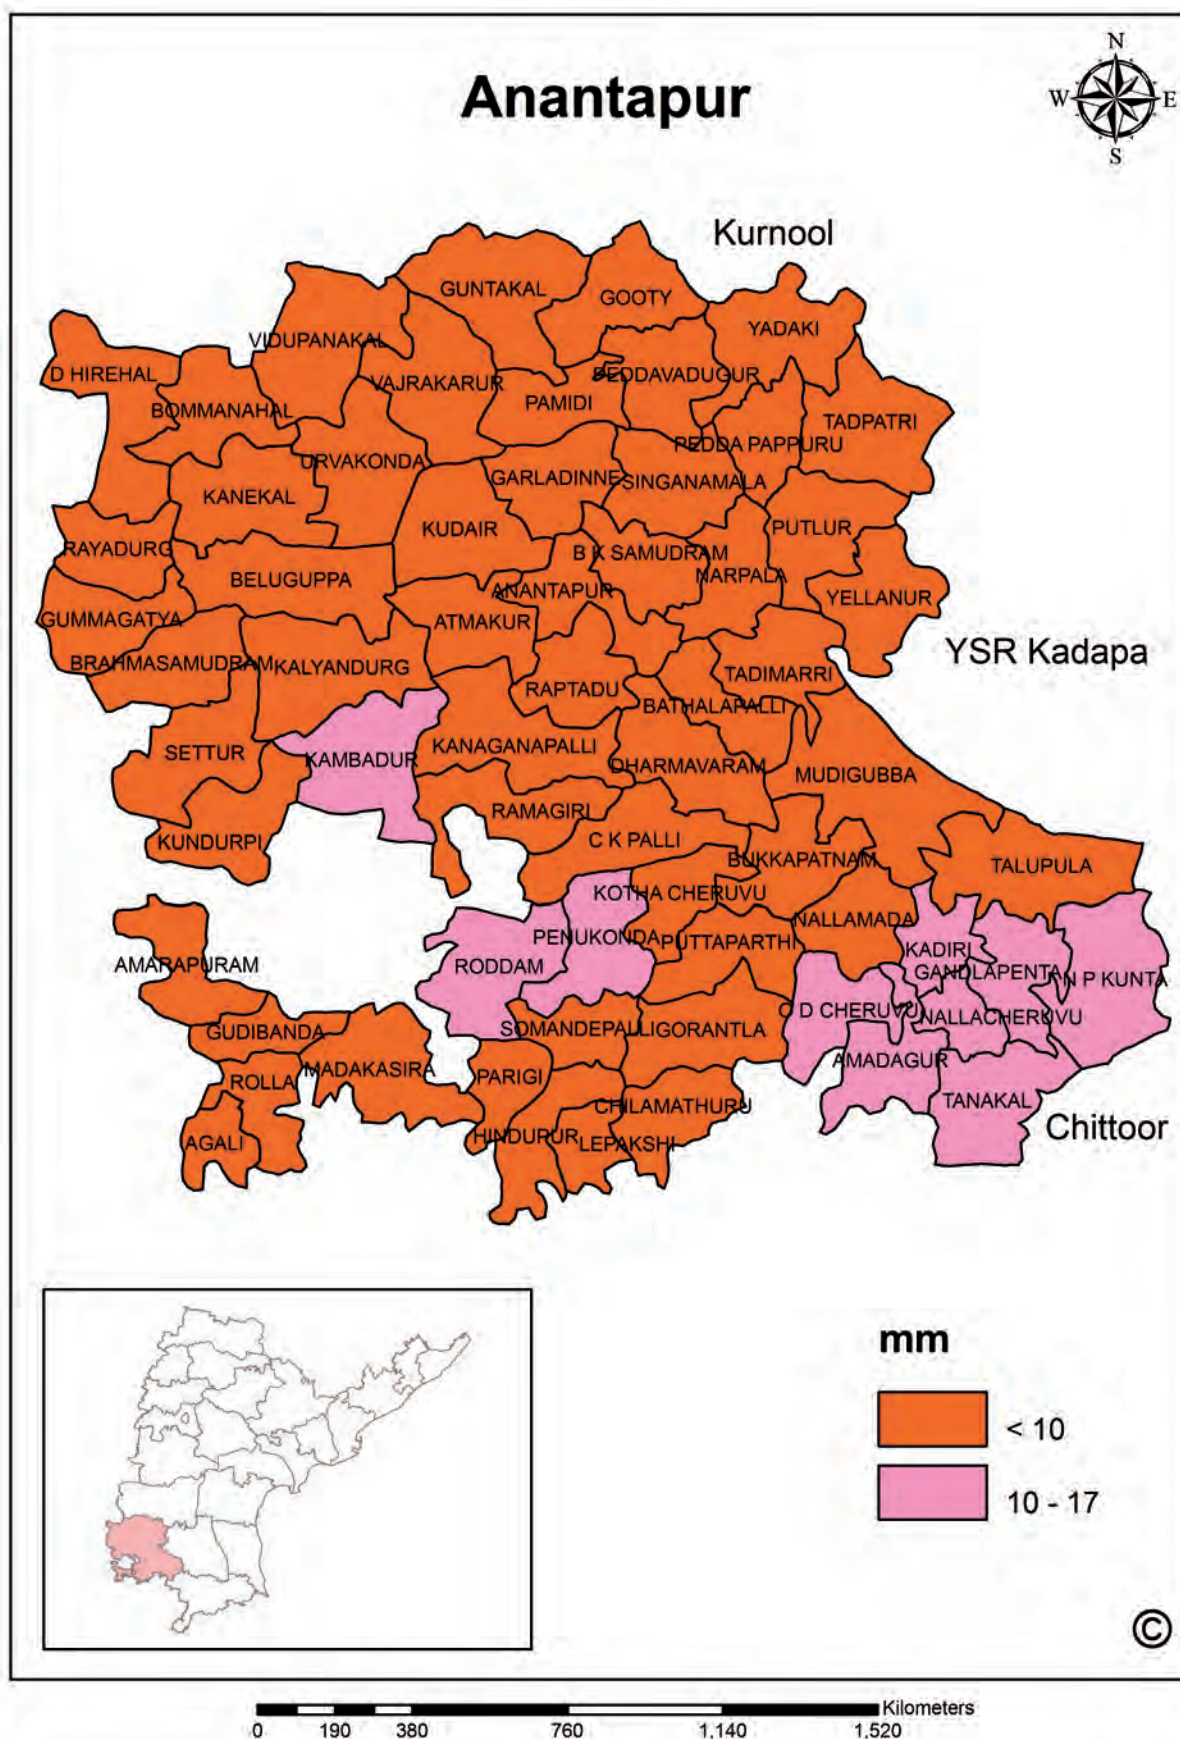 N
W E
S
Anantapur
Kurnool
GUNTAKAL
GOOTY
YADAKI
VIDUPANAKAL
D HIREHAL
VAJRAKARUR
PEDDAVADUGUR
PAMIDI
BOMMANAHAL
TADPATRI
PEDDA PAPPURU
URVAKONDA
GARLADINNE
SINGANAMALA
KANEKAL
KUDAIR
PUTLUR
RAYADURG
B K SAMUDRAM
NARPALA
BELUGUPPA
ANANTAPUR
YELLANUR
GUMMAGATYA
ATMAKUR
YSR Kadapa
BRAHMASAMUDRAM
KALYANDURG
TADIMARRI
RAPTADU
BATHALAPALLI
SETTUR
KAMBADUR
KANAGANAPALLI
DHARMAVARAM
MUDIGUBBA
RAMAGIRI
KUNDURPI
C K PALLI
BUKKAPATNAM
TALUPULA
KOTHA CHERUVU
NALLAMADA
PENUKONDA
PUTTAPARTHI
KADIRI
AMARAPURAM
RODDAM
GANDLAPENTA
N P KUNTA
O D CHERUVU
NALLACHERUVU
GUDIBANDA
SOMANDEPALLI
GORANTLA
MADAKASIRA
AMADAGUR
ROLLA
PARIGI
CHILAMATHURU
TANAKAL
Chittoor
AGALI
HINDUPUR
LEPAKSHI
mm
< 10
10 - 17
©
Kilometers
0 190 380 760 1,140 1,520